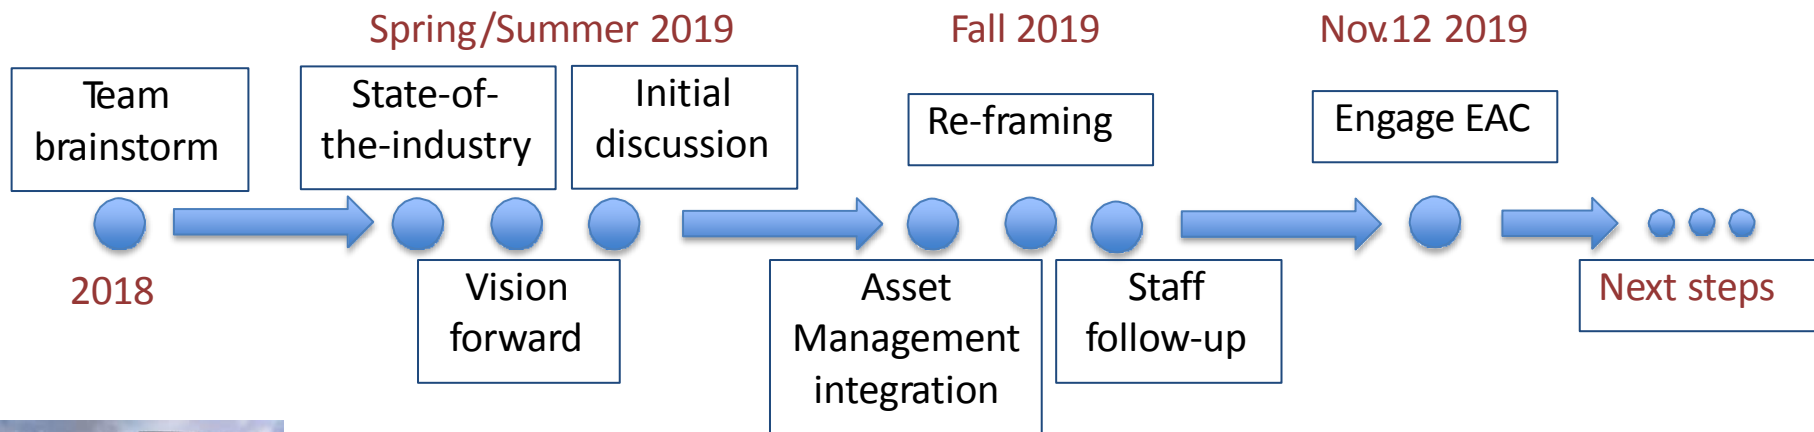 Spring/Summer 2019
Fall 2019
Nov.12 2019
Team
brainstorm
State-of-
the-industry
Initial
discussion
Re-framing
Engage EAC
2018
Vision
forward
Asset
Management
integration
Staff
follow-up
Next steps